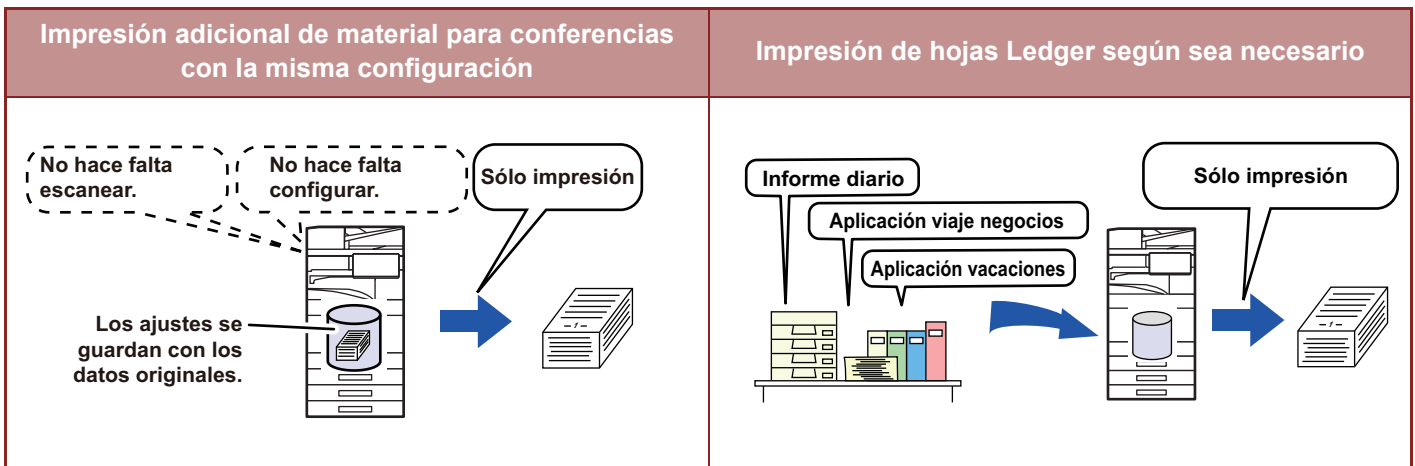 Impresión adicional de material para conferencias
con la misma configuración
Impresión de hojas Ledger según sea necesario
No hace falta
escanear.
No hace falta
configurar.
Sólo impresión
Los ajustes se
guardan con los
datos originales.
-1-
Informe diario
Aplicación viaje negocios
Aplicación vacaciones
Sólo impresión
-1-